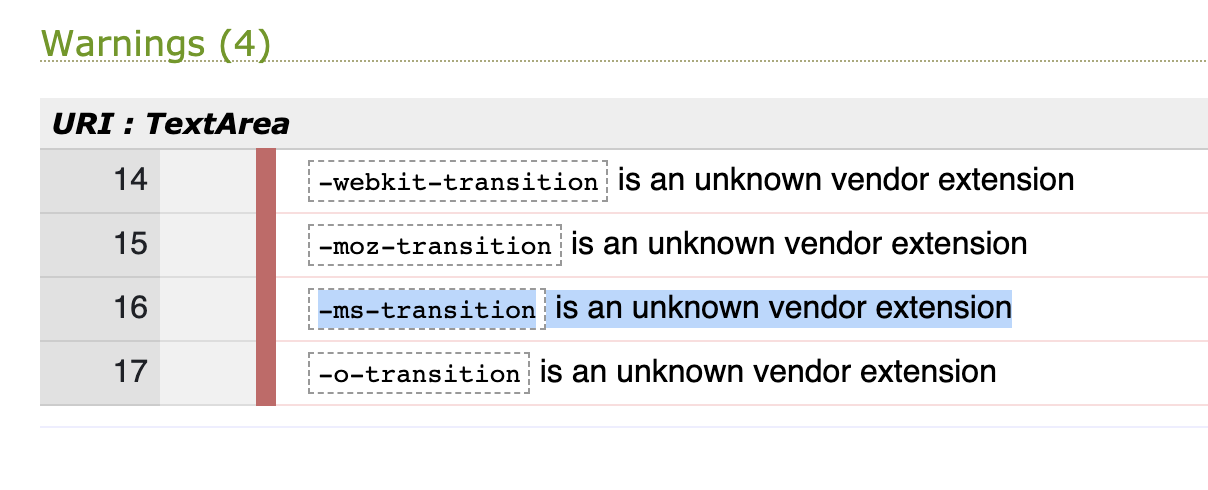 Warnings (4)
URI : TextArea
14 -webkit-transition is an unknown vendor extension
15 -moz-transition is an unknown vendor extension
16 -ms-transition is an unknown vendor extension
17 -o-transition is an unknown vendor extension